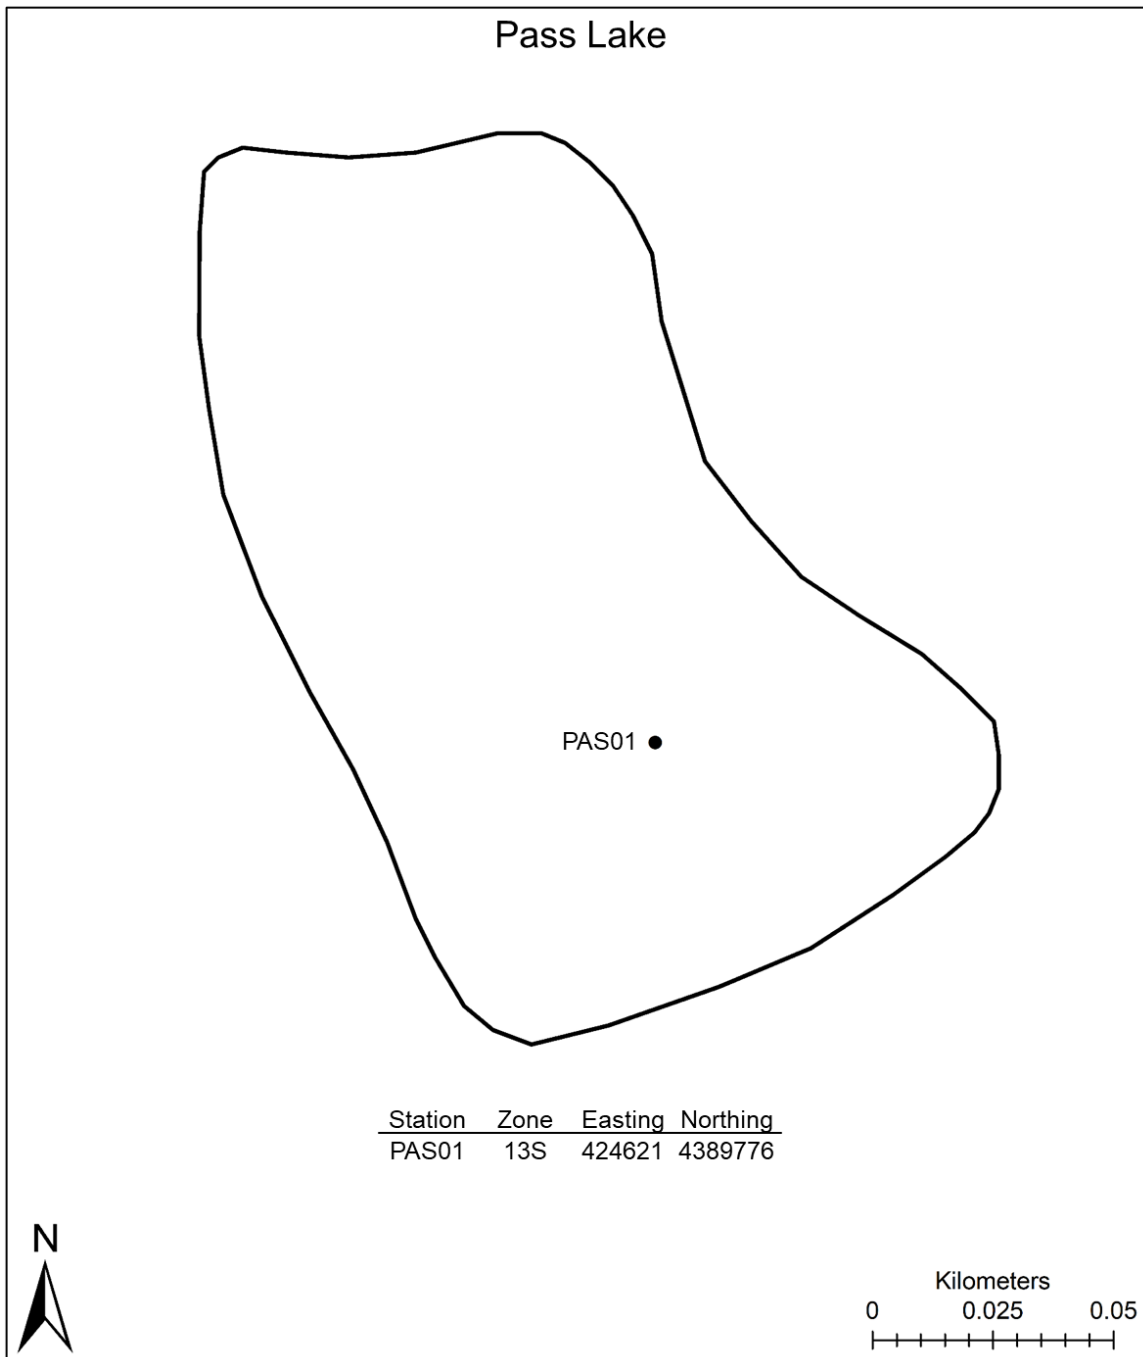 Pass Lake
PAS01
Station Zone Easting Northing
PAS01 13S 424621 4389776
N
Kilometers
0 0.025 0.05